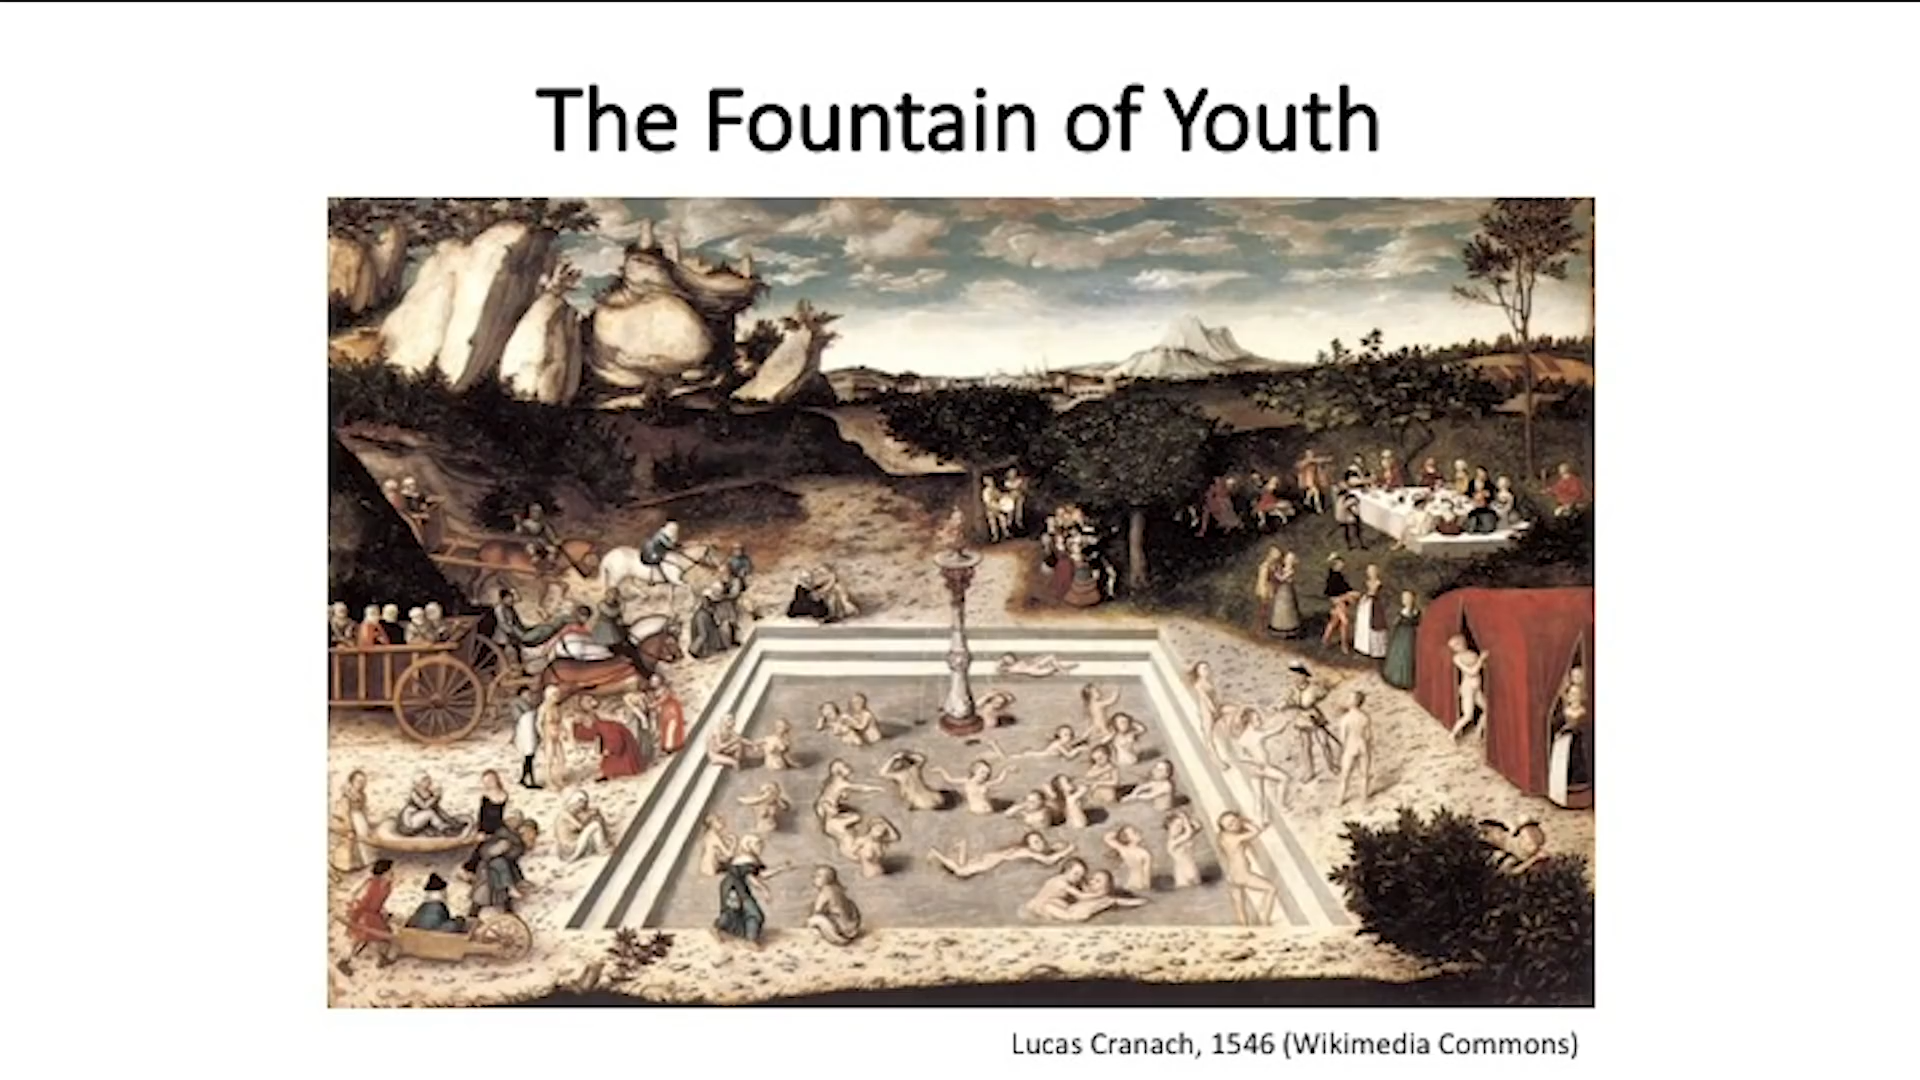 The Fountain of Youth
Lucas Cranach, 1546 (Wikimedia Commons)